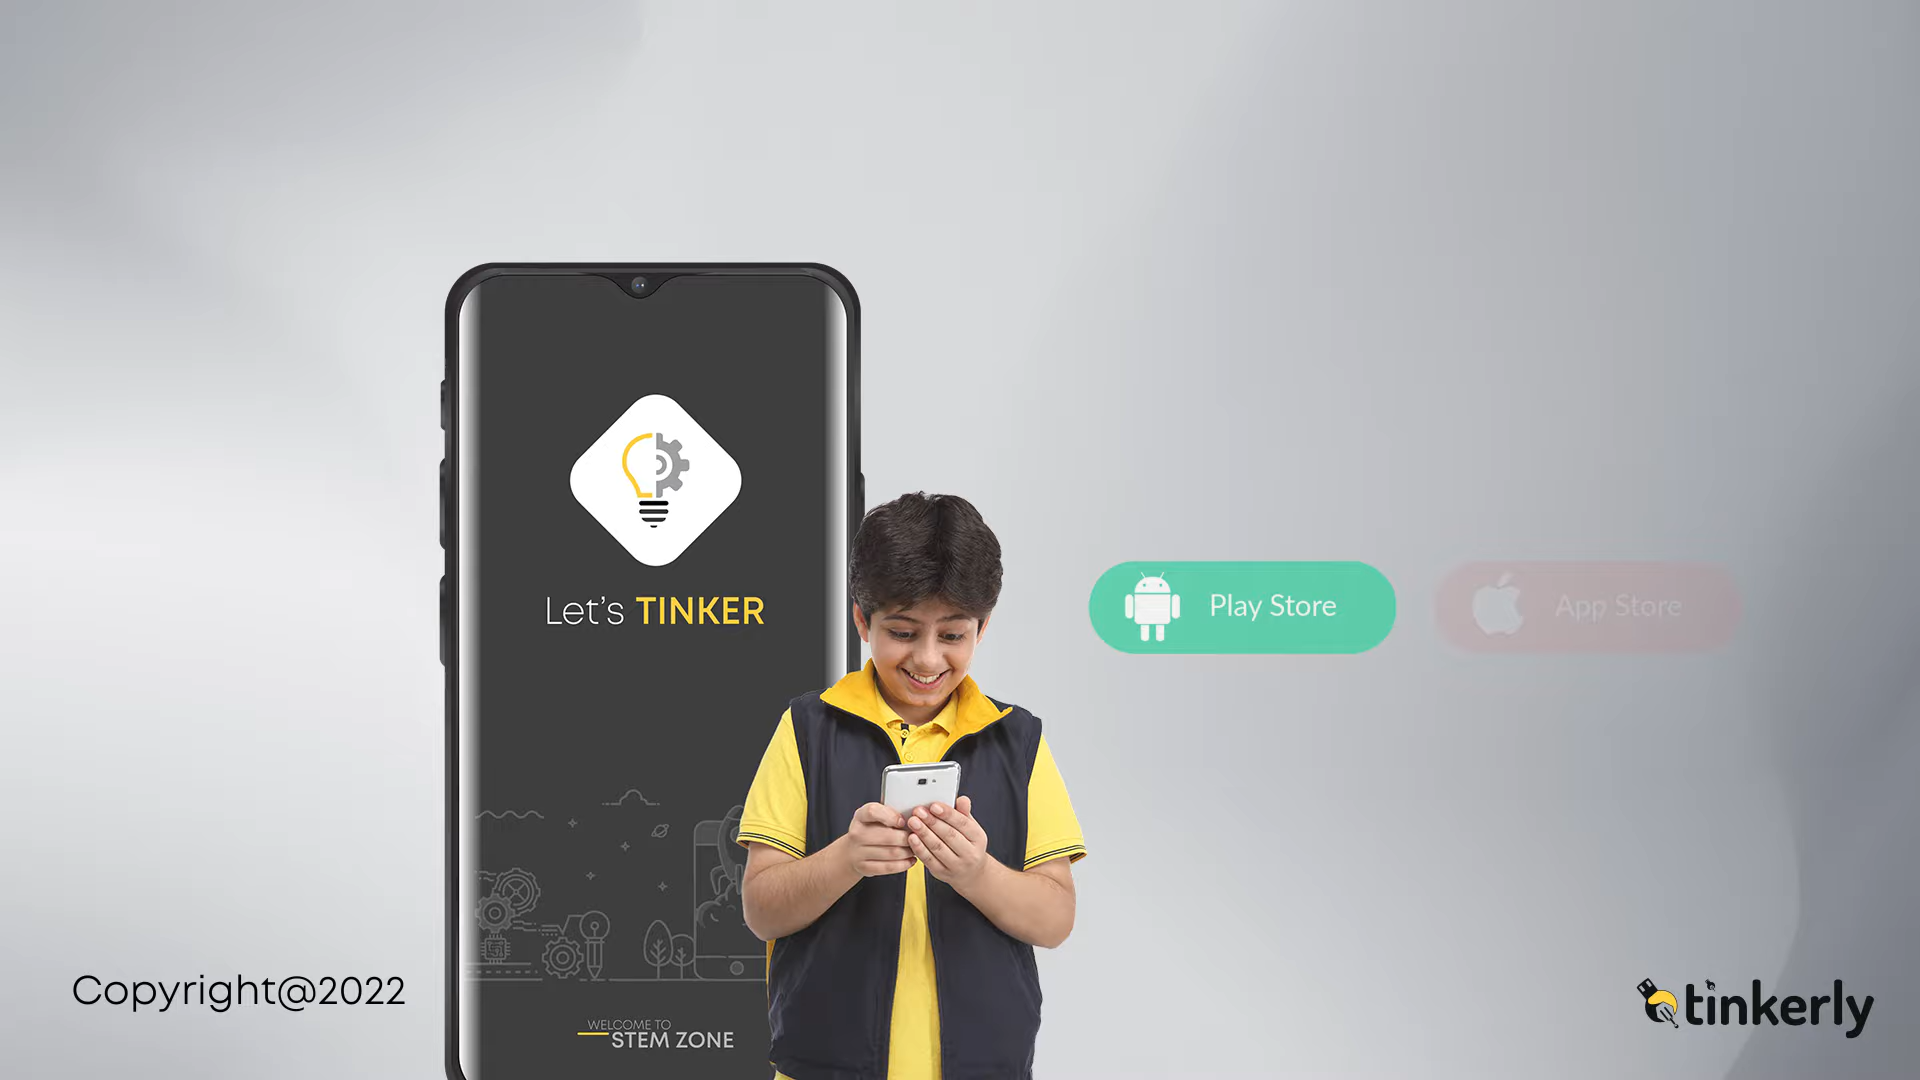 Let's TINKER
Play Store
App Store
WELCOME TO
STEM ZONE
Copyright@2022
tinkerly